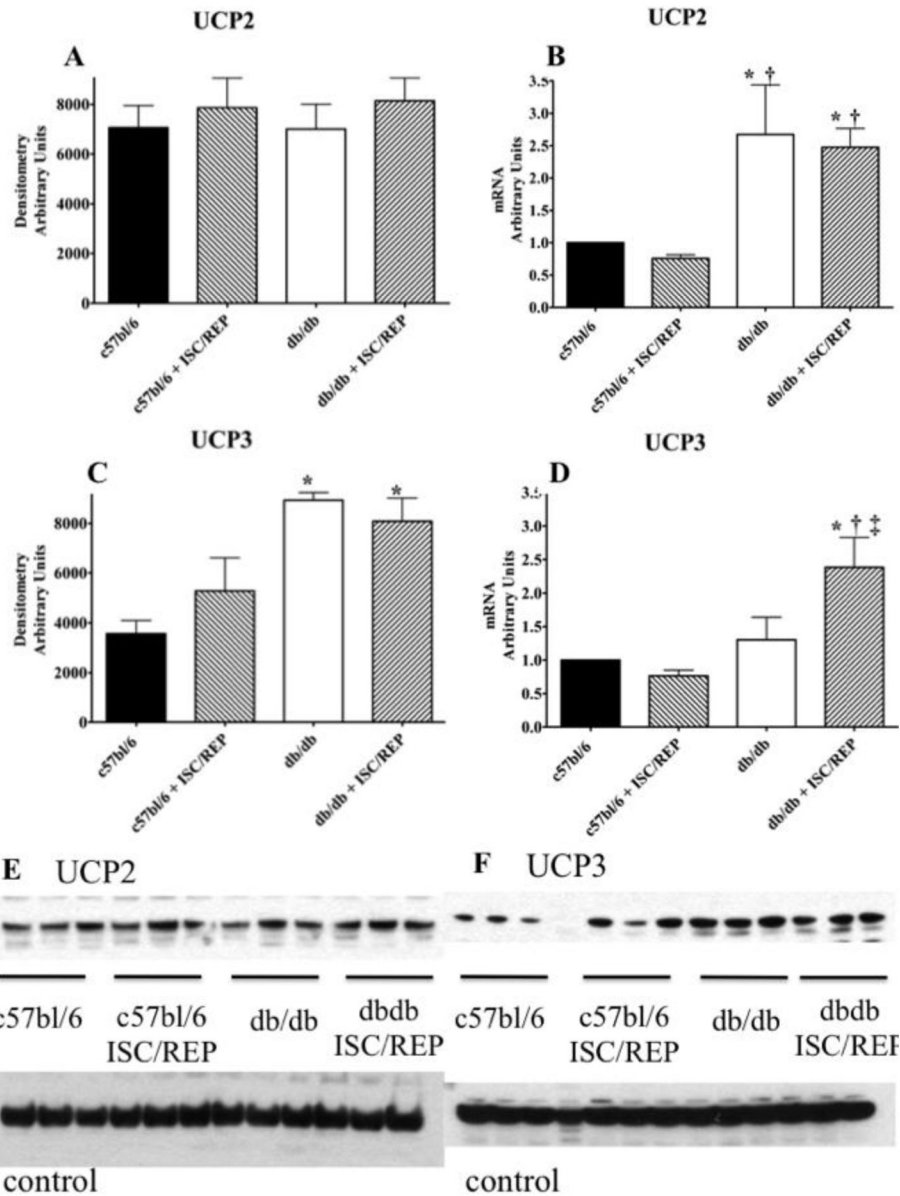 UCP2
A
Densitometry
Arbitrary Units
8000
6000
4000
2000
0
c57bl/6
c57bl/6 + ISC/REP
db/db
db/db + ISC/REP
UCP2
B
mRNA
Arbitrary Units
3.5
3.0
2.5
2.0
1.5
1.0
0.5
0.0
* †
* †
c57bl/6
c57bl/6 + ISC/REP
db/db
db/db + ISC/REP
UCP3
C
Densitometry
Arbitrary Units
8000
6000
4000
2000
0
*
*
c57bl/6
c57bl/6 + ISC/REP
db/db
db/db + ISC/REP
UCP3
D
mRNA
Arbitrary Units
3.5
3.0
2.5
2.0
1.5
1.0
0.5
0.0
* † ‡
c57bl/6
c57bl/6 + ISC/REP
db/db
db/db + ISC/REP
E UCP2
c57bl/6
c57bl/6
ISC/REP
db/db
dbdb
ISC/REP
control
F UCP3
c57bl/6
c57bl/6
ISC/REP
db/db
dbdb
ISC/REP
control